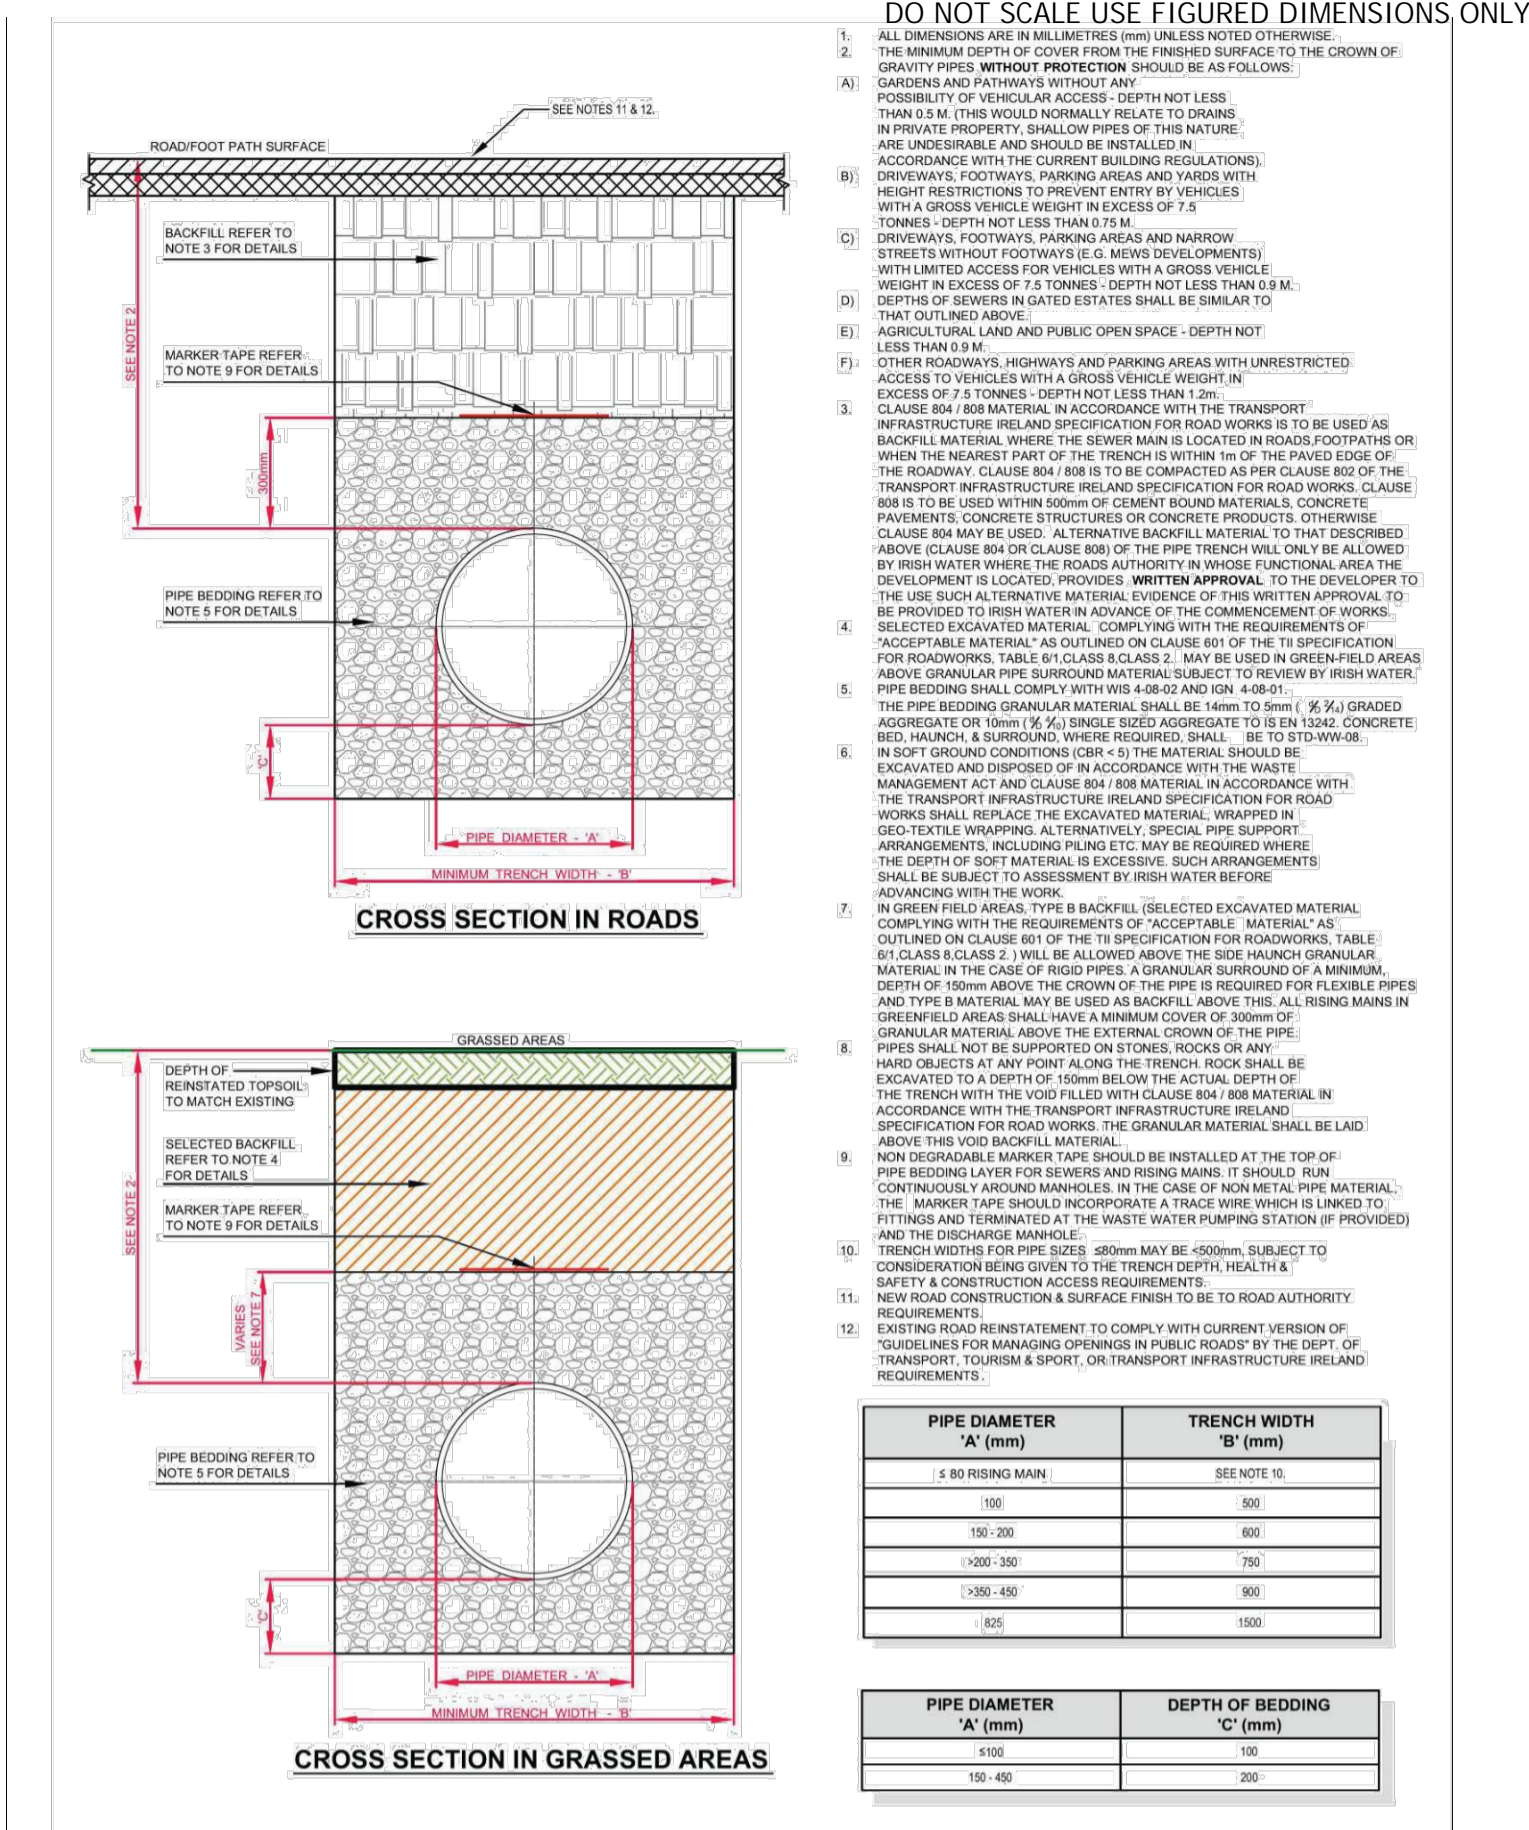 DO NOT SCALE USE FIGURED DIMENSIONS ONLY
SEE NOTES 11 & 12.
ROAD/FOOT PATH SURFACE
BACKFILL REFER TO
NOTE 3 FOR DETAILS
SEE NOTE 2
MARKER TAPE REFER
TO NOTE 9 FOR DETAILS
300mm
PIPE BEDDING REFER TO
NOTE 5 FOR DETAILS
'C'
PIPE DIAMETER - 'A'
MINIMUM TRENCH WIDTH - 'B'
CROSS SECTION IN ROADS
GRASSED AREAS
DEPTH OF
REINSTATED TOPSOIL
TO MATCH EXISTING
SELECTED BACKFILL
REFER TO NOTE 4
FOR DETAILS
SEE NOTE 2
MARKER TAPE REFER
TO NOTE 9 FOR DETAILS
VARIES
SEE NOTE 7
PIPE BEDDING REFER TO
NOTE 5 FOR DETAILS
'C'
PIPE DIAMETER - 'A'
MINIMUM TRENCH WIDTH - 'B'
CROSS SECTION IN GRASSED AREAS
1. ALL DIMENSIONS ARE IN MILLIMETRES (mm) UNLESS NOTED OTHERWISE.
2. THE MINIMUM DEPTH OF COVER FROM THE FINISHED SURFACE TO THE CROWN OF
GRAVITY PIPES WITHOUT PROTECTION SHOULD BE AS FOLLOWS:
A) GARDENS AND PATHWAYS WITHOUT ANY
POSSIBILITY OF VEHICULAR ACCESS - DEPTH NOT LESS
THAN 0.5 M. (THIS WOULD NORMALLY RELATE TO DRAINS
IN PRIVATE PROPERTY, SHALLOW PIPES OF THIS NATURE
ARE UNDESIRABLE AND SHOULD BE INSTALLED IN
ACCORDANCE WITH THE CURRENT BUILDING REGULATIONS).
B) DRIVEWAYS, FOOTWAYS, PARKING AREAS AND YARDS WITH
HEIGHT RESTRICTIONS TO PREVENT ENTRY BY VEHICLES
WITH A GROSS VEHICLE WEIGHT IN EXCESS OF 7.5
TONNES - DEPTH NOT LESS THAN 0.75 M.
C) DRIVEWAYS, FOOTWAYS, PARKING AREAS AND NARROW
STREETS WITHOUT FOOTWAYS (E.G. MEWS DEVELOPMENTS)
WITH LIMITED ACCESS FOR VEHICLES WITH A GROSS VEHICLE
WEIGHT IN EXCESS OF 7.5 TONNES - DEPTH NOT LESS THAN 0.9 M.
D) DEPTHS OF SEWERS IN GATED ESTATES SHALL BE SIMILAR TO
THAT OUTLINED ABOVE.
E) AGRICULTURAL LAND AND PUBLIC OPEN SPACE - DEPTH NOT
LESS THAN 0.9 M.
F) OTHER ROADWAYS, HIGHWAYS AND PARKING AREAS WITH UNRESTRICTED
ACCESS TO VEHICLES WITH A GROSS VEHICLE WEIGHT IN
EXCESS OF 7.5 TONNES - DEPTH NOT LESS THAN 1.2m.
3. CLAUSE 804 / 808 MATERIAL IN ACCORDANCE WITH THE TRANSPORT
INFRASTRUCTURE IRELAND SPECIFICATION FOR ROAD WORKS IS TO BE USED AS
BACKFILL MATERIAL WHERE THE SEWER MAIN IS LOCATED IN ROADS,FOOTPATHS OR
WHEN THE NEAREST PART OF THE TRENCH IS WITHIN 1m OF THE PAVED EDGE OF
THE ROADWAY. CLAUSE 804 / 808 IS TO BE COMPACTED AS PER CLAUSE 802 OF THE
TRANSPORT INFRASTRUCTURE IRELAND SPECIFICATION FOR ROAD WORKS. CLAUSE
808 IS TO BE USED WITHIN 500mm OF CEMENT BOUND MATERIALS, CONCRETE
PAVEMENTS, CONCRETE STRUCTURES OR CONCRETE PRODUCTS. OTHERWISE
CLAUSE 804 MAY BE USED. ALTERNATIVE BACKFILL MATERIAL TO THAT DESCRIBED
ABOVE (CLAUSE 804 OR CLAUSE 808) OF THE PIPE TRENCH WILL ONLY BE ALLOWED
BY IRISH WATER WHERE THE ROADS AUTHORITY IN WHOSE FUNCTIONAL AREA THE
DEVELOPMENT IS LOCATED, PROVIDES WRITTEN APPROVAL TO THE DEVELOPER TO
THE USE SUCH ALTERNATIVE MATERIAL EVIDENCE OF THIS WRITTEN APPROVAL TO
BE PROVIDED TO IRISH WATER IN ADVANCE OF THE COMMENCEMENT OF WORKS.
4. SELECTED EXCAVATED MATERIAL COMPLYING WITH THE REQUIREMENTS OF
"ACCEPTABLE MATERIAL" AS OUTLINED ON CLAUSE 601 OF THE TII SPECIFICATION
FOR ROADWORKS, TABLE 6/1,CLASS 8,CLASS 2. MAY BE USED IN GREEN-FIELD AREAS
ABOVE GRANULAR PIPE SURROUND MATERIAL SUBJECT TO REVIEW BY IRISH WATER.
5. PIPE BEDDING SHALL COMPLY WITH WIS 4-08-02 AND IGN 4-08-01.
THE PIPE BEDDING GRANULAR MATERIAL SHALL BE 14mm TO 5mm ( ) GRADED
AGGREGATE OR 10mm ( ) SINGLE SIZED AGGREGATE TO IS EN 13242. CONCRETE
BED, HAUNCH, & SURROUND, WHERE REQUIRED, SHALL BE TO STD-WW-08.
6. IN SOFT GROUND CONDITIONS (CBR < 5) THE MATERIAL SHOULD BE
EXCAVATED AND DISPOSED OF IN ACCORDANCE WITH THE WASTE
MANAGEMENT ACT AND CLAUSE 804 / 808 MATERIAL IN ACCORDANCE WITH
THE TRANSPORT INFRASTRUCTURE IRELAND SPECIFICATION FOR ROAD
WORKS SHALL REPLACE THE EXCAVATED MATERIAL, WRAPPED IN
GEO-TEXTILE WRAPPING. ALTERNATIVELY, SPECIAL PIPE SUPPORT
ARRANGEMENTS, INCLUDING PILING ETC. MAY BE REQUIRED WHERE
THE DEPTH OF SOFT MATERIAL IS EXCESSIVE. SUCH ARRANGEMENTS
SHALL BE SUBJECT TO ASSESSMENT BY IRISH WATER BEFORE
ADVANCING WITH THE WORK.
7. IN GREEN FIELD AREAS, TYPE B BACKFILL (SELECTED EXCAVATED MATERIAL
COMPLYING WITH THE REQUIREMENTS OF "ACCEPTABLE MATERIAL" AS
OUTLINED ON CLAUSE 601 OF THE TII SPECIFICATION FOR ROADWORKS, TABLE
6/1,CLASS 8,CLASS 2. ) WILL BE ALLOWED ABOVE THE SIDE HAUNCH GRANULAR
MATERIAL IN THE CASE OF RIGID PIPES. A GRANULAR SURROUND OF A MINIMUM,
DEPTH OF 150mm ABOVE THE CROWN OF THE PIPE IS REQUIRED FOR FLEXIBLE PIPES
AND TYPE B MATERIAL MAY BE USED AS BACKFILL ABOVE THIS. ALL RISING MAINS IN
GREENFIELD AREAS SHALL HAVE A MINIMUM COVER OF 300mm OF
GRANULAR MATERIAL ABOVE THE EXTERNAL CROWN OF THE PIPE.
8. PIPES SHALL NOT BE SUPPORTED ON STONES, ROCKS OR ANY
HARD OBJECTS AT ANY POINT ALONG THE TRENCH. ROCK SHALL BE
EXCAVATED TO A DEPTH OF 150mm BELOW THE ACTUAL DEPTH OF
THE TRENCH WITH THE VOID FILLED WITH CLAUSE 804 / 808 MATERIAL IN
ACCORDANCE WITH THE TRANSPORT INFRASTRUCTURE IRELAND
SPECIFICATION FOR ROAD WORKS. THE GRANULAR MATERIAL SHALL BE LAID
ABOVE THIS VOID BACKFILL MATERIAL.
9. NON DEGRADABLE MARKER TAPE SHOULD BE INSTALLED AT THE TOP OF
PIPE BEDDING LAYER FOR SEWERS AND RISING MAINS. IT SHOULD RUN
CONTINUOUSLY AROUND MANHOLES. IN THE CASE OF NON METAL PIPE MATERIAL,
THE MARKER TAPE SHOULD INCORPORATE A TRACE WIRE WHICH IS LINKED TO
FITTINGS AND TERMINATED AT THE WASTE WATER PUMPING STATION (IF PROVIDED)
AND THE DISCHARGE MANHOLE.
10. TRENCH WIDTHS FOR PIPE SIZES ≤80mm MAY BE <500mm, SUBJECT TO
CONSIDERATION BEING GIVEN TO THE TRENCH DEPTH, HEALTH &
SAFETY & CONSTRUCTION ACCESS REQUIREMENTS.
11. NEW ROAD CONSTRUCTION & SURFACE FINISH TO BE TO ROAD AUTHORITY
REQUIREMENTS.
12. EXISTING ROAD REINSTATEMENT TO COMPLY WITH CURRENT VERSION OF
"GUIDELINES FOR MANAGING OPENINGS IN PUBLIC ROADS" BY THE DEPT. OF
TRANSPORT, TOURISM & SPORT, OR TRANSPORT INFRASTRUCTURE IRELAND
REQUIREMENTS.
PIPE DIAMETER TRENCH WIDTH
'A' (mm) 'B' (mm)
≤ 80 RISING MAIN SEE NOTE 10.
100 500
150 - 200 600
>200 - 350 750
>350 - 450 900
825 1500
PIPE DIAMETER DEPTH OF BEDDING
'A' (mm) 'C' (mm)
≤100 100
150 - 450 200